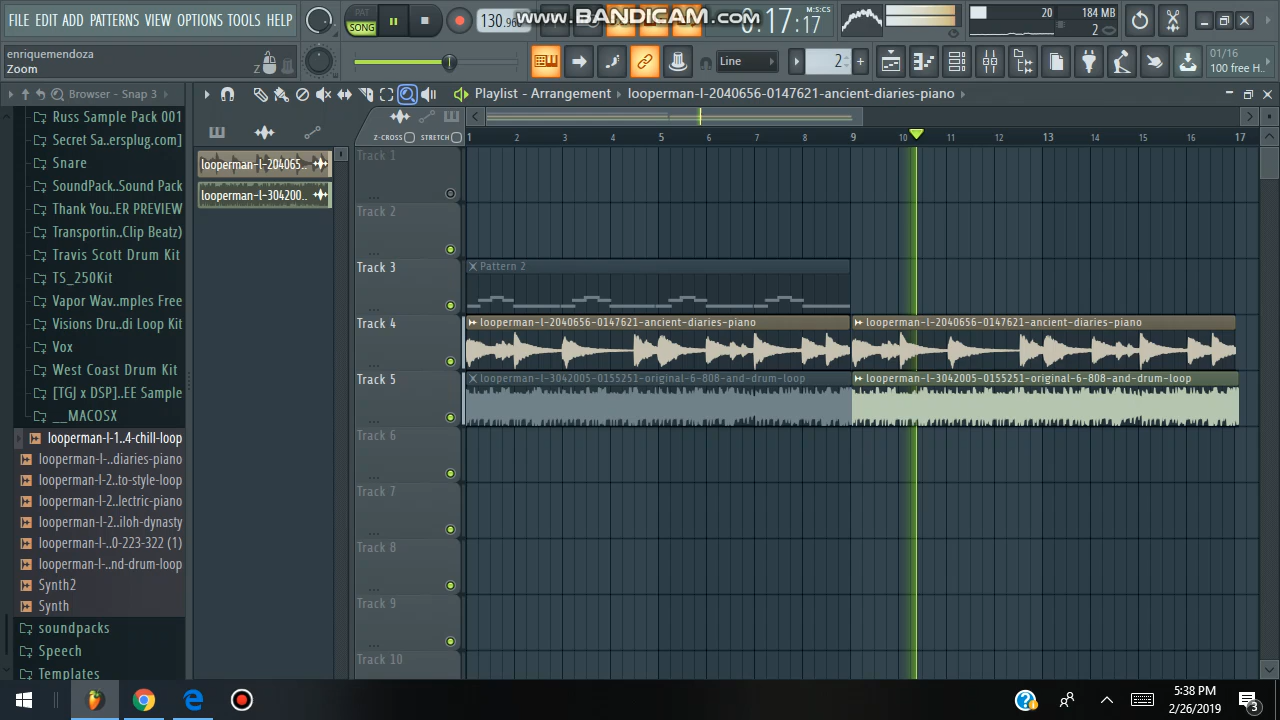 FILE EDIT ADD PATTERNS VIEW OPTIONS TOOLS HELP
PAT
SONG
130.96
www.BANDICAM.com
0:17:17
M:S:CS
20
184 MB
2
enriquemendoza
Zoom
Line
2
01/16
100 free H..
Browser - Snap 3
Playlist - Arrangement looperman-l-2040656-0147621-ancient-diaries-piano
Z-CROSS
STRETCH
1 2 3 4 5 6 7 8 9 10 11 12 13 14 15 16 17
Russ Sample Pack 001
Secret Sa..ersplug.com]
Snare
SoundPack..Sound Pack
Thank You..ER PREVIEW
Transportin..Clip Beatz)
Travis Scott Drum Kit
TS_250Kit
Vapor Wav..mples Free
Visions Dru..di Loop Kit
Vox
West Coast Drum Kit
[TGJ x DSP]..EE Sample
__MACOSX
looperman-l-1..4-chill-loop
looperman-l-..diaries-piano
looperman-l-2..to-style-loop
looperman-l-2..lectric-piano
looperman-l-2..iloh-dynasty
looperman-l-..0-223-322 (1)
looperman-l-..nd-drum-loop
Synth2
Synth
soundpacks
Speech
Templates
looperman-l-204065..
looperman-l-304200..
Track 1
Track 2
Track 3
Pattern 2
Track 4
looperman-l-2040656-0147621-ancient-diaries-piano
looperman-l-2040656-0147621-ancient-diaries-piano
Track 5
looperman-l-3042005-0155251-original-6-808-and-drum-loop
looperman-l-3042005-0155251-original-6-808-and-drum-loop
Track 6
Track 7
Track 8
Track 9
Track 10
5:38 PM
2/26/2019
3